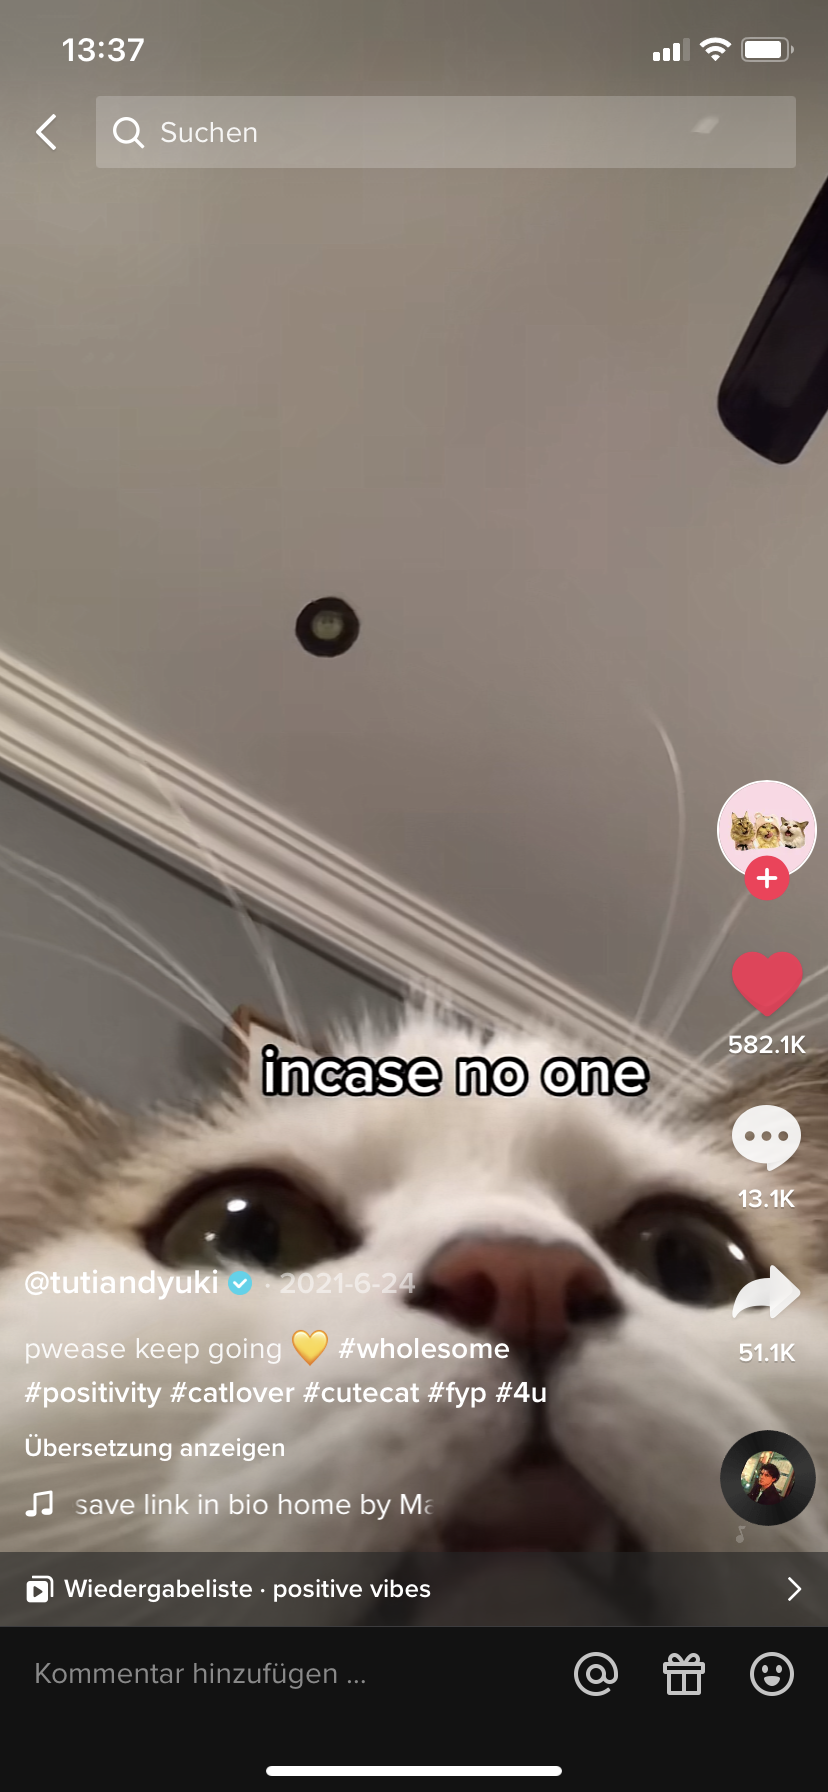 13:37
Suchen
incase no one
582.1K
13.1K
@tutiandyuki · 2021-6-24
51.1K
pwease keep going 💛 #wholesome
#positivity #catlover #cutecat #fyp #4u
Übersetzung anzeigen
save link in bio home by Ma
Wiedergabeliste · positive vibes
Kommentar hinzufügen ...